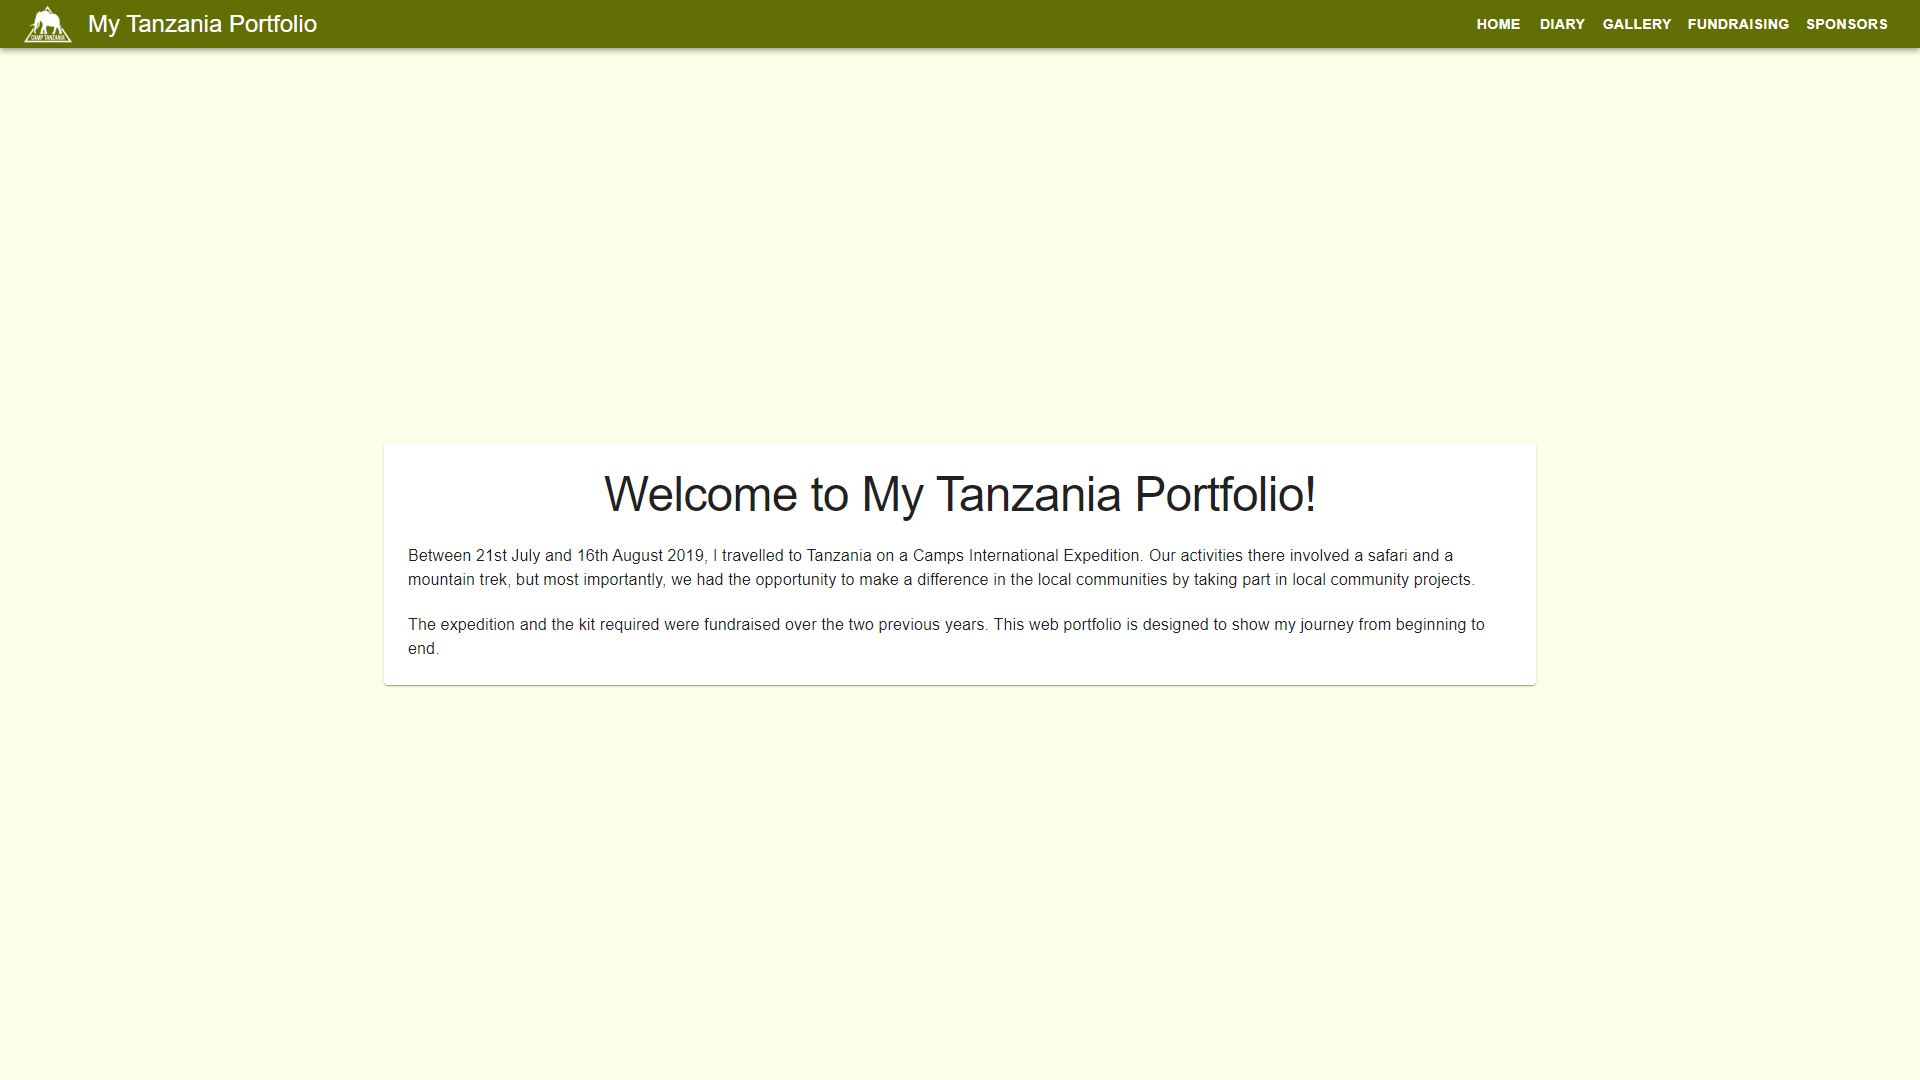 CAMP TANZANIA
My Tanzania Portfolio
HOME DIARY GALLERY FUNDRAISING SPONSORS
Welcome to My Tanzania Portfolio!
Between 21st July and 16th August 2019, I travelled to Tanzania on a Camps International Expedition. Our activities there involved a safari and a
mountain trek, but most importantly, we had the opportunity to make a difference in the local communities by taking part in local community projects.
The expedition and the kit required were fundraised over the two previous years. This web portfolio is designed to show my journey from beginning to
end.